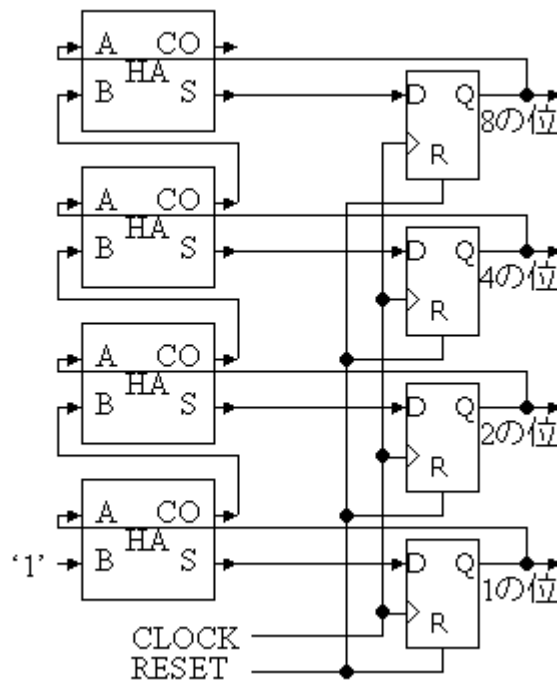 A CO
HA
B S
D Q
R
8の位
A CO
HA
B S
D Q
R
4の位
A CO
HA
B S
D Q
R
2の位
A CO
HA
‘1’ B S
D Q
R
1の位
CLOCK
RESET